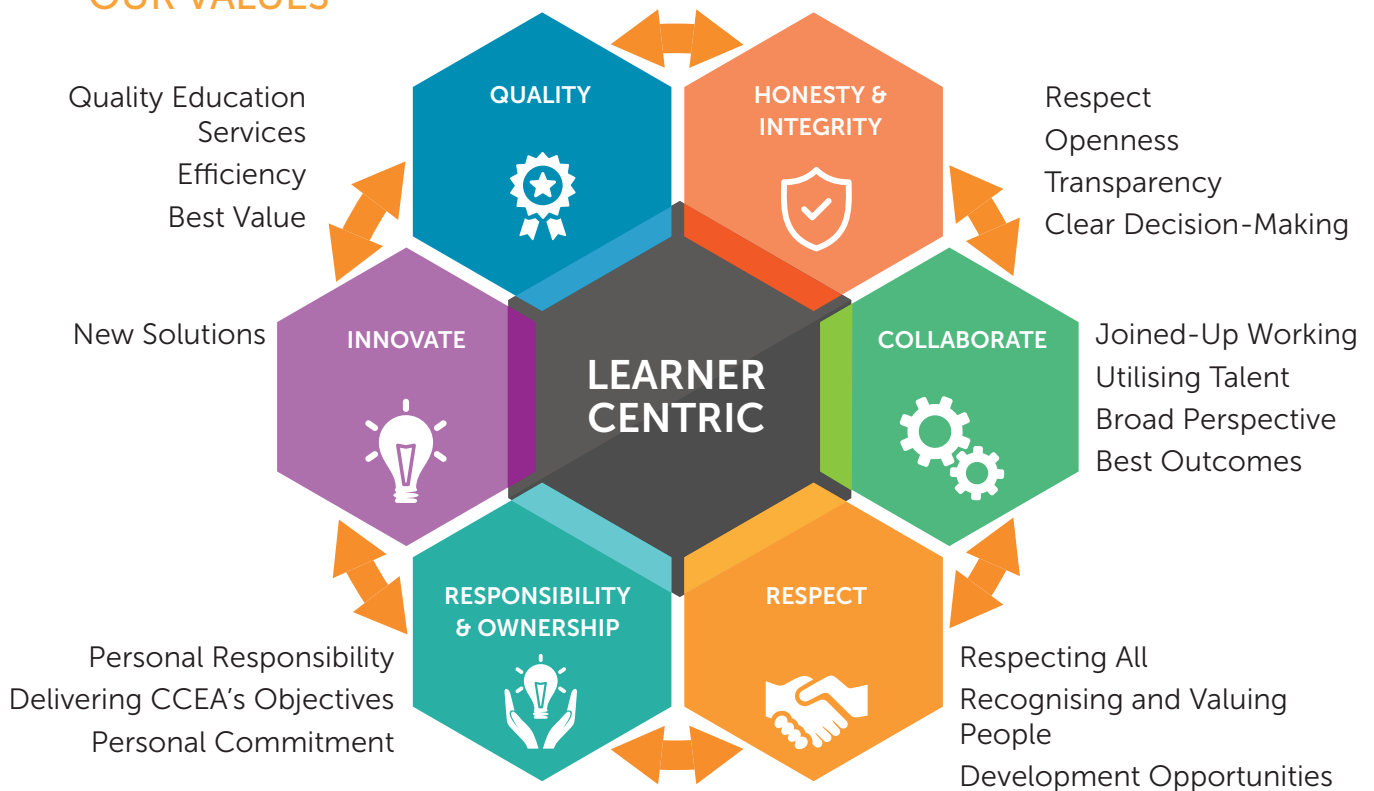 OUR VALUES
QUALITY
Quality Education
Services
Efficiency
Best Value
HONESTY &
INTEGRITY
Respect
Openness
Transparency
Clear Decision-Making
INNOVATE
New Solutions
LEARNER
CENTRIC
COLLABORATE
Joined-Up Working
Utilising Talent
Broad Perspective
Best Outcomes
RESPONSIBILITY
& OWNERSHIP
Personal Responsibility
Delivering CCEA's Objectives
Personal Commitment
RESPECT
Respecting All
Recognising and Valuing
People
Development Opportunities